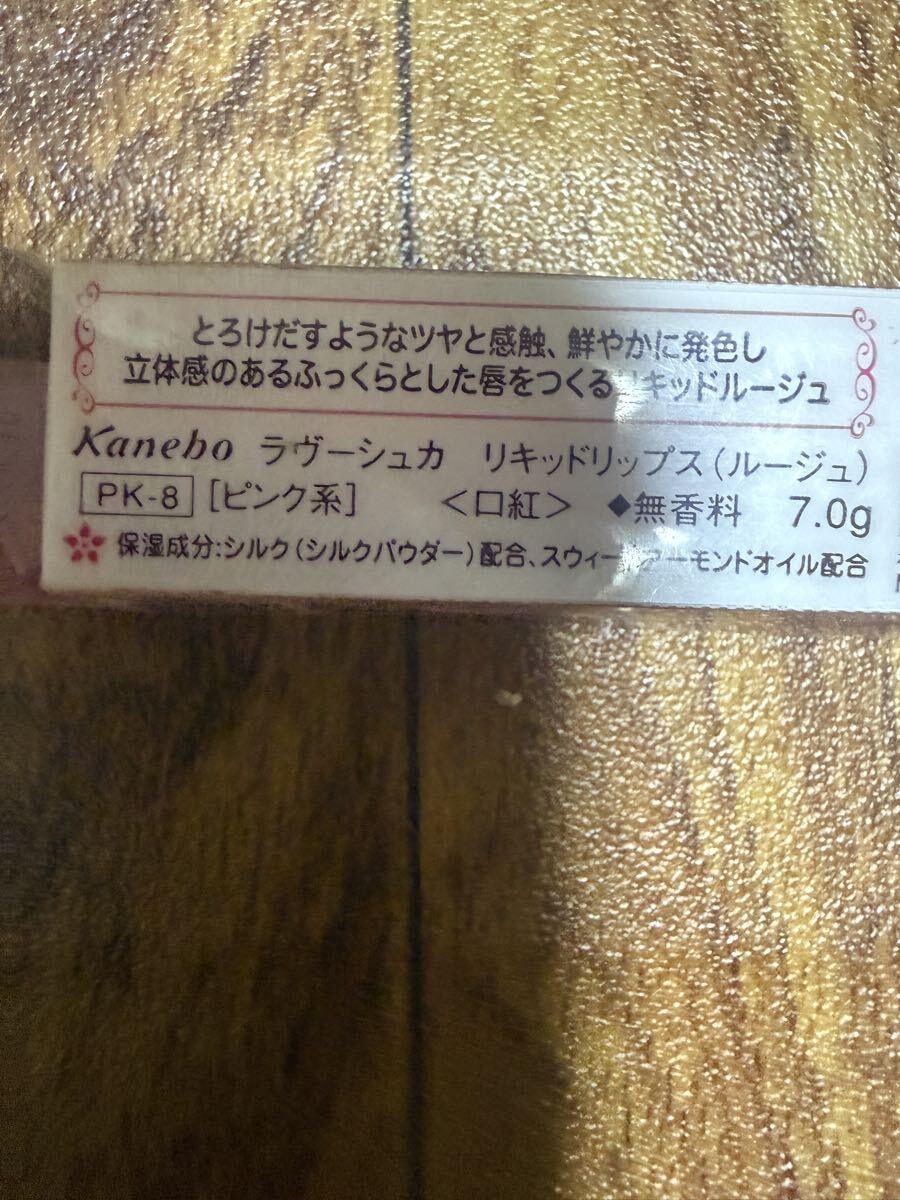 とろけだすようなツヤと感触、鮮やかに発色し
立体感のあるふっくらとした唇をつくるリキッドルージュ
Kanebo ラヴーシュカ リキッドリップス(ルージュ)
PK-8 [ピンク系] <口紅> ◆無香料 7.0g
保湿成分:シルク(シルクパウダー)配合、スウィートアーモンドオイル配合